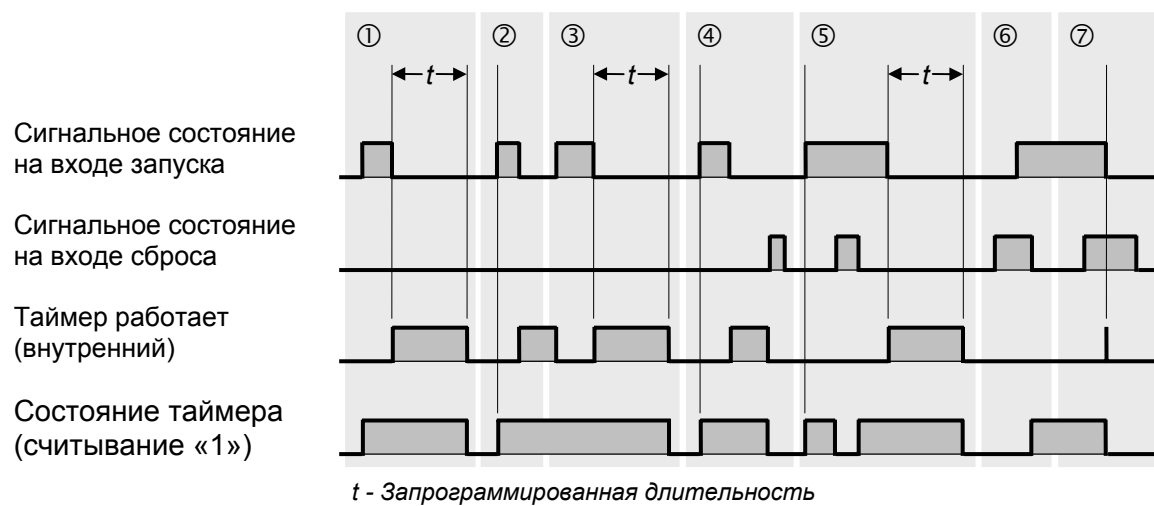 ① ② ③ ④ ⑤ ⑥ ⑦
t t t
Сигнальное состояние
на входе запуска
Сигнальное состояние
на входе сброса
Таймер работает
(внутренний)
Состояние таймера
(считывание «1»)
t - Запрограммированная длительность